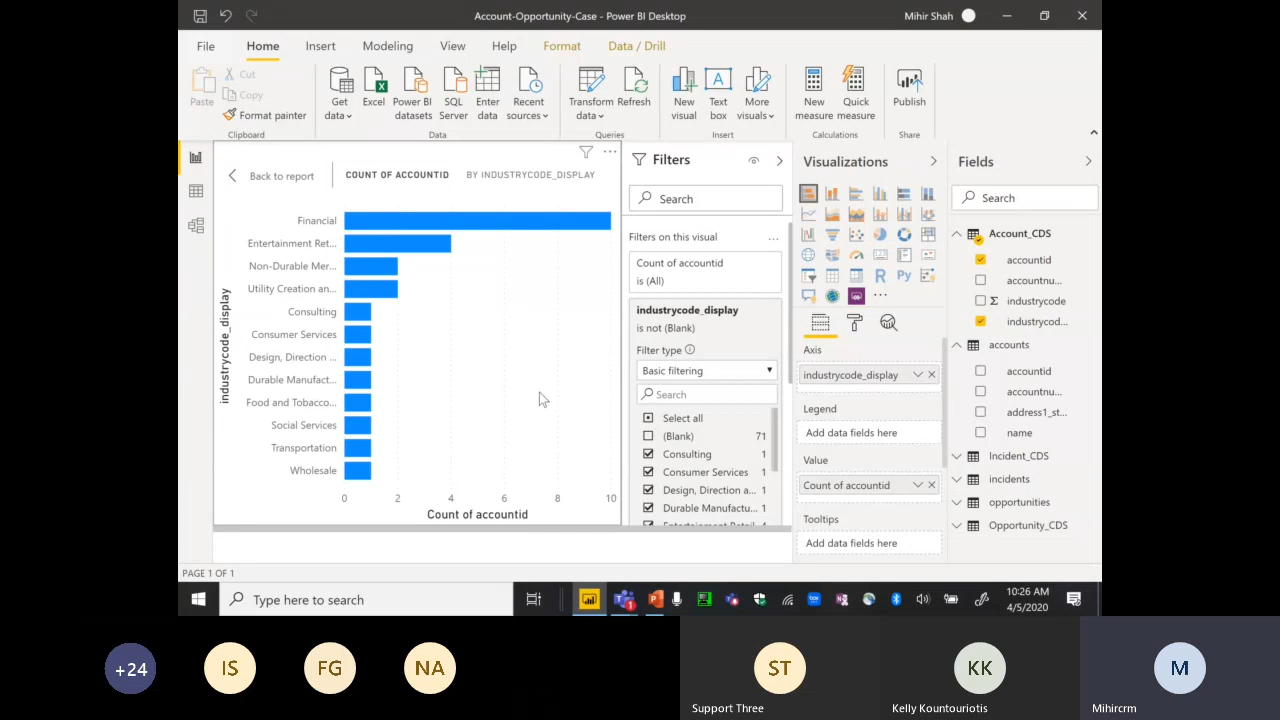 Account-Opportunity-Case - Power BI Desktop
Mihir Shah
File Home Insert Modeling View Help Format Data / Drill
Paste
Cut
Copy
Format painter
Clipboard
Get data
Excel
Power BI datasets
SQL Server
Enter data
Recent sources
Data
Transform data
Refresh
Queries
New visual
Text box
More visuals
Insert
New measure
Quick measure
Calculations
Publish
Share
Back to report
COUNT OF ACCOUNTID
BY INDUSTRYCODE_DISPLAY
industrycode_display
Financial
Entertainment Ret...
Non-Durable Mer...
Utility Creation an...
Consulting
Consumer Services
Design, Direction ...
Durable Manufact...
Food and Tobacco...
Social Services
Transportation
Wholesale
0 2 4 6 8 10
Count of accountid
Filters
Search
Filters on this visual
...
Count of accountid
is (All)
industrycode_display
is not (Blank)
Filter type
Basic filtering
Search
Select all
(Blank) 71
Consulting 1
Consumer Services 1
Design, Direction a... 1
Durable Manufactu... 1
Entertainment Retail 4
Visualizations
R Py
...
Axis
industrycode_display
Legend
Add data fields here
Value
Count of accountid
Tooltips
Add data fields here
Fields
Search
Account_CDS
accountid
accountnu...
Σ industrycode
industrycod...
accounts
accountid
accountnu...
address1_st...
name
Incident_CDS
incidents
opportunities
Opportunity_CDS
PAGE 1 OF 1
Type here to search
10:26 AM
4/5/2020
+24
IS
FG
NA
ST
Support Three
KK
Kelly Kountouriotis
M
Mihircrm